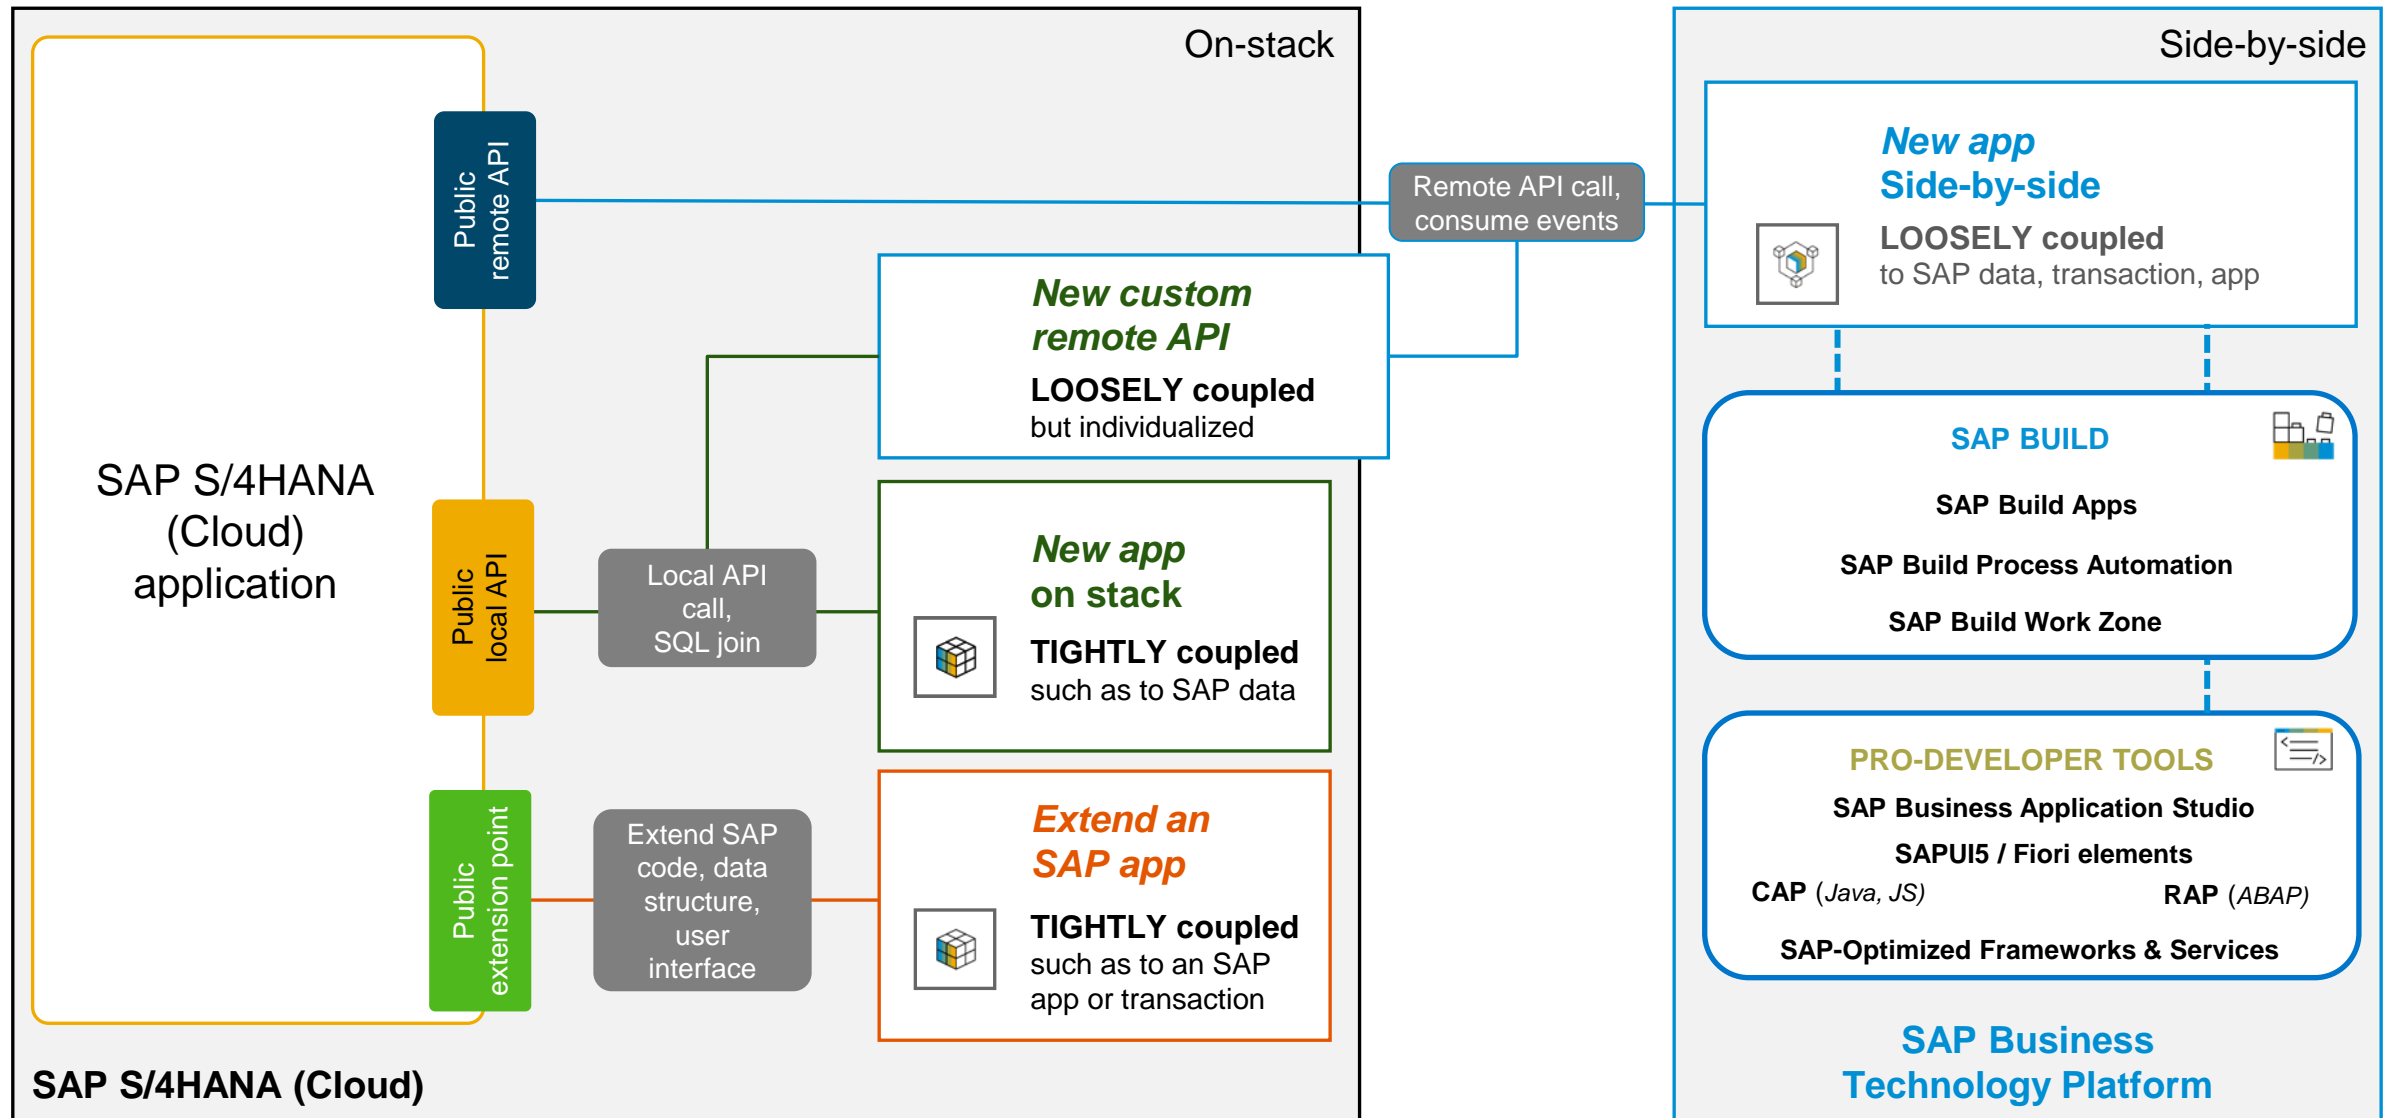 On-stack
SAP S/4HANA
(Cloud)
application
Public
remote API
Public
local API
Public
extension point
Local API
call,
SQL join
Extend SAP
code, data
structure,
user
interface
New custom
remote API
LOOSELY coupled
but individualized
New app
on stack
TIGHTLY coupled
such as to SAP data
Extend an
SAP app
TIGHTLY coupled
such as to an SAP
app or transaction
SAP S/4HANA (Cloud)
Remote API call,
consume events
Side-by-side
New app
Side-by-side
LOOSELY coupled
to SAP data, transaction, app
SAP BUILD
SAP Build Apps
SAP Build Process Automation
SAP Build Work Zone
PRO-DEVELOPER TOOLS
SAP Business Application Studio
SAPUI5 / Fiori elements
CAP (Java, JS)
RAP (ABAP)
SAP-Optimized Frameworks & Services
SAP Business
Technology Platform